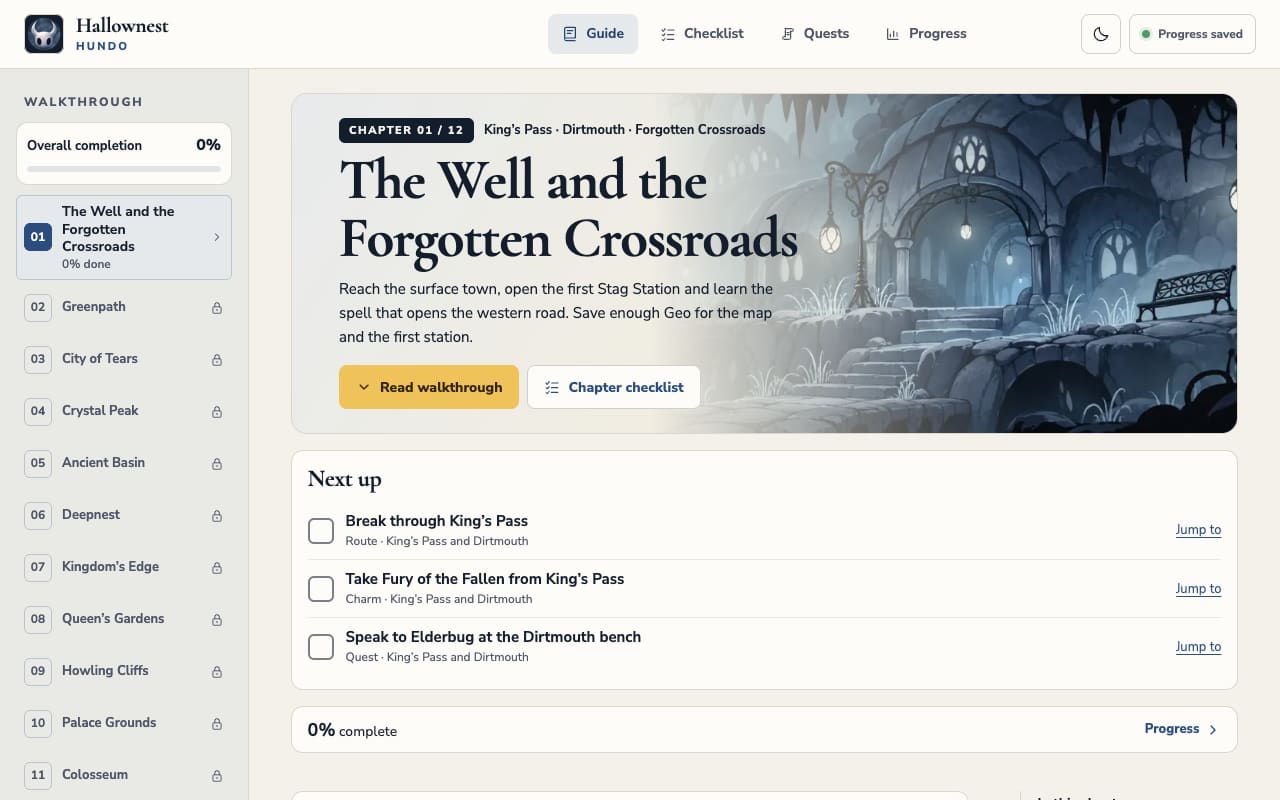 Hallownest
HUNDO
Guide
Checklist
Quests
Progress
Progress saved
WALKTHROUGH
Overall completion
0%
01
The Well and the
Forgotten
Crossroads
0% done
02
Greenpath
03
City of Tears
04
Crystal Peak
05
Ancient Basin
06
Deepnest
07
Kingdom's Edge
08
Queen's Gardens
09
Howling Cliffs
10
Palace Grounds
11
Colosseum
CHAPTER 01 / 12
King's Pass · Dirtmouth · Forgotten Crossroads
The Well and the
Forgotten Crossroads
Reach the surface town, open the first Stag Station and learn the
spell that opens the western road. Save enough Geo for the map
and the first station.
Read walkthrough
Chapter checklist
Next up
Break through King's Pass
Route · King's Pass and Dirtmouth
Jump to
Take Fury of the Fallen from King's Pass
Charm · King's Pass and Dirtmouth
Jump to
Speak to Elderbug at the Dirtmouth bench
Quest · King's Pass and Dirtmouth
Jump to
0% complete
Progress